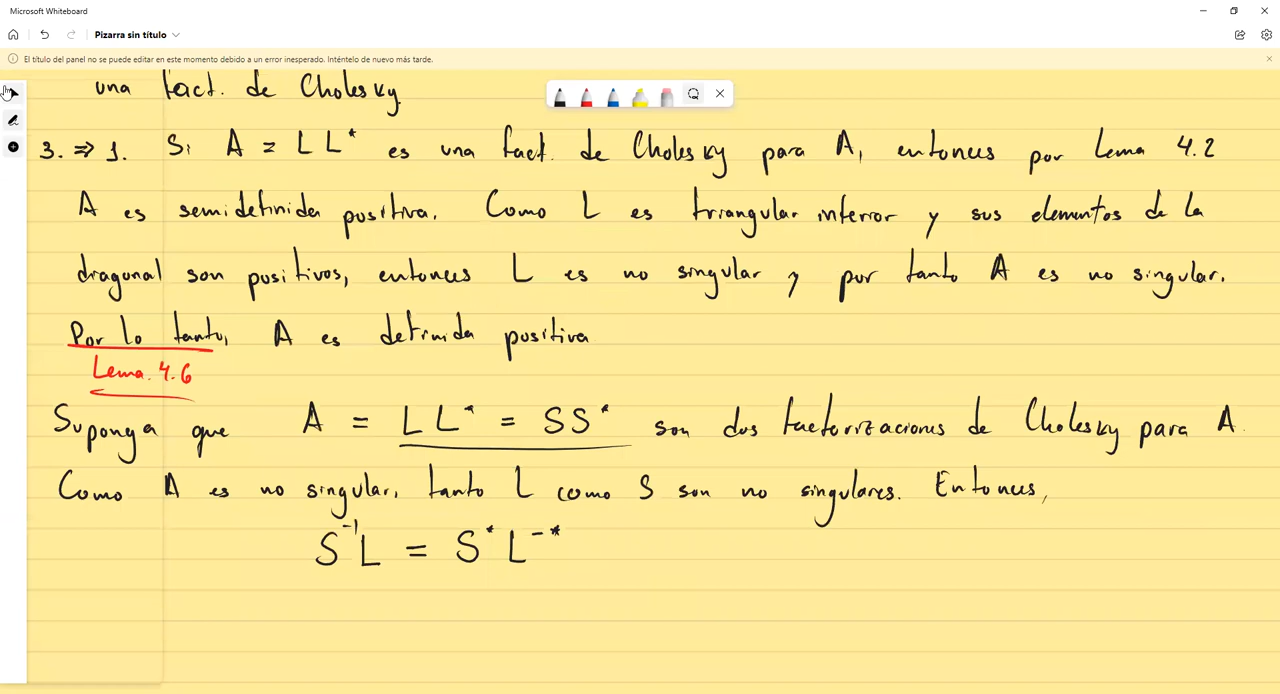 Microsoft Whiteboard
Pizarra sin título
El título del panel no se puede editar en este momento debido a un error inesperado. Inténtelo de nuevo más tarde.
una fact. de Cholesky
3. ⇒ 1. Si A = L L* es una fact. de Cholesky para A, entonces por Lema 4.2
A es semidefinida positiva. Como L es triangular inferior y sus elementos de la
diagonal son positivos, entonces L es no singular y por tanto A es no singular.
Por lo tanto, A es definida positiva
Lema. 4.6
Suponga que A = L L* = S S* son dos factorizaciones de Cholesky para A.
Como A es no singular, tanto L como S son no singulares. Entonces,
S⁻¹L = S* L⁻*